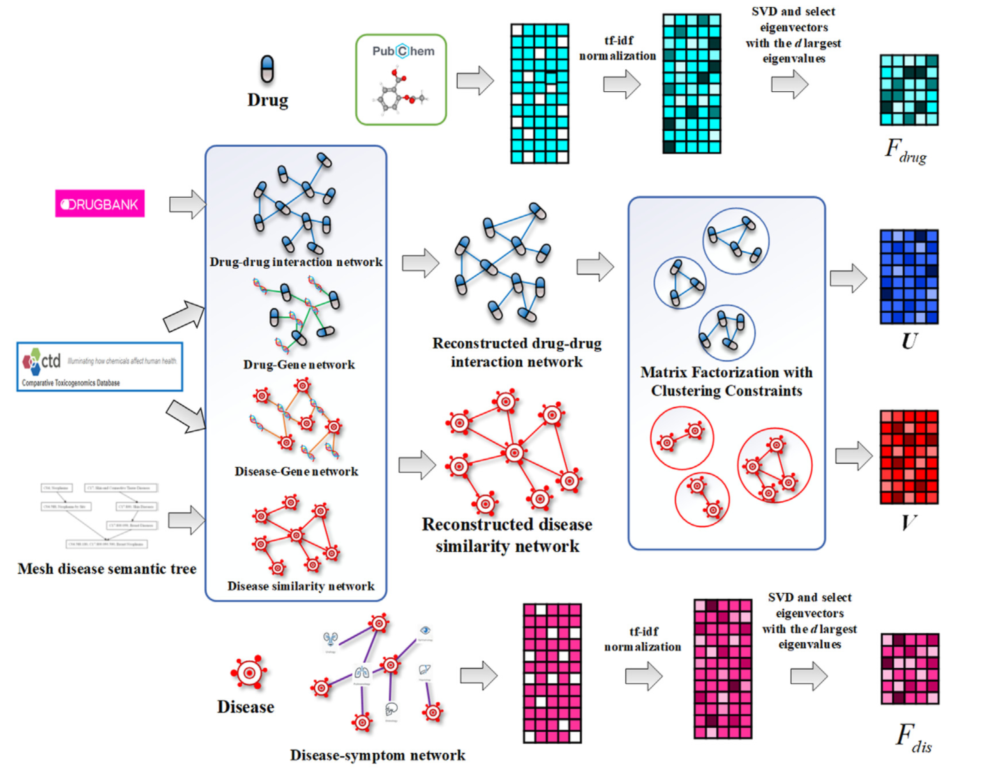 PubChem
tf-idf
normalization
SVD and select
eigenvectors
with the d largest
eigenvalues
Drug
F drug
DRUGBANK
Drug-drug interaction network
Drug-Gene network
Disease-Gene network
Disease similarity network
ctd
illuminating how chemicals affect human health
Comparative Toxicogenomics Database
Mesh disease semantic tree
Reconstructed drug-drug
interaction network
Reconstructed disease
similarity network
Matrix Factorization with
Clustering Constraints
U
V
Disease
Disease-symptom network
tf-idf
normalization
SVD and select
eigenvectors
with the d largest
eigenvalues
F dis